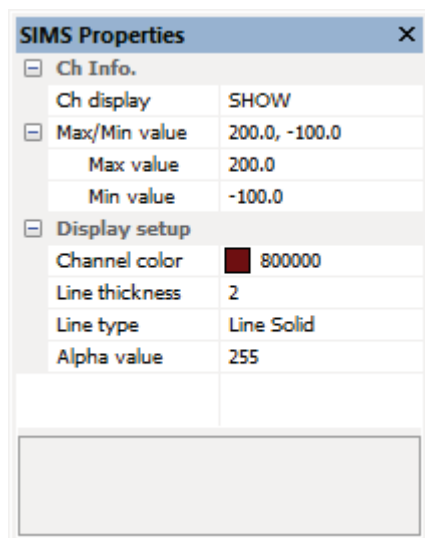 SIMS Properties
Ch Info.
Ch display SHOW
Max/Min value 200.0, -100.0
Max value 200.0
Min value -100.0
Display setup
Channel color 800000
Line thickness 2
Line type Line Solid
Alpha value 255